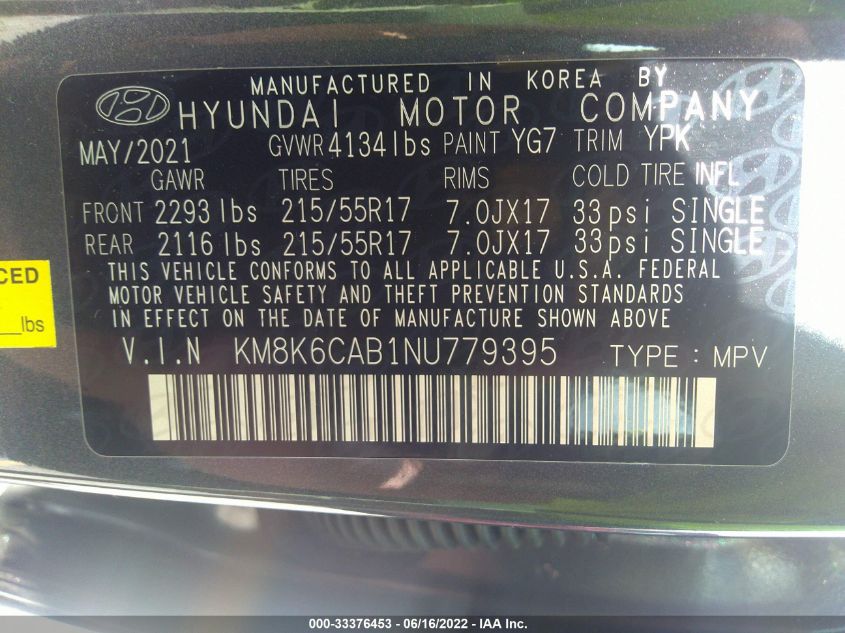 MANUFACTURED IN KOREA BY
HYUNDAI MOTOR COMPANY
MAY/2021 GVWR 4134lbs PAINT YG7 TRIM YPK
GAWR TIRES RIMS COLD TIRE INFL
FRONT 2293 lbs 215/55R17 7.0JX17 33psi SINGLE
REAR 2116 lbs 215/55R17 7.0JX17 33psi SINGLE
THIS VEHICLE CONFORMS TO ALL APPLICABLE U.S.A. FEDERAL
MOTOR VEHICLE SAFETY AND THEFT PREVENTION STANDARDS
IN EFFECT ON THE DATE OF MANUFACTURE SHOWN ABOVE
V.I.N KM8K6CAB1NU779395 TYPE : MPV
CED
__lbs
000-33376453 - 06/16/2022 - IAA Inc.